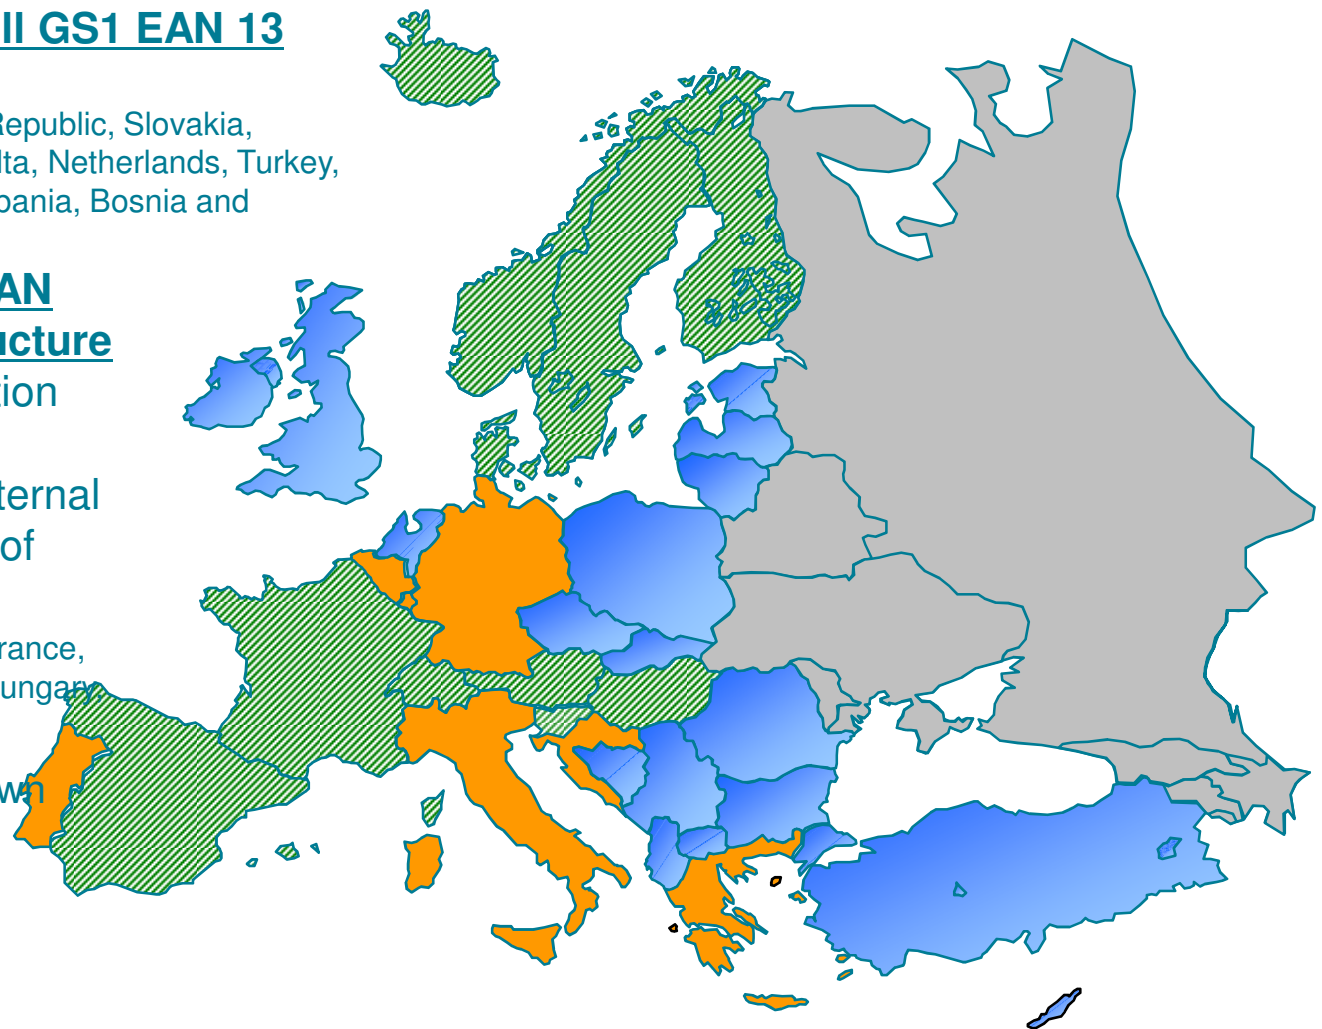 ll GS1 EAN 13
Republic, Slovakia,
lta, Netherlands, Turkey,
bania, Bosnia and
AN
ucture
tion
ternal
of
rance,
ungary,
wn